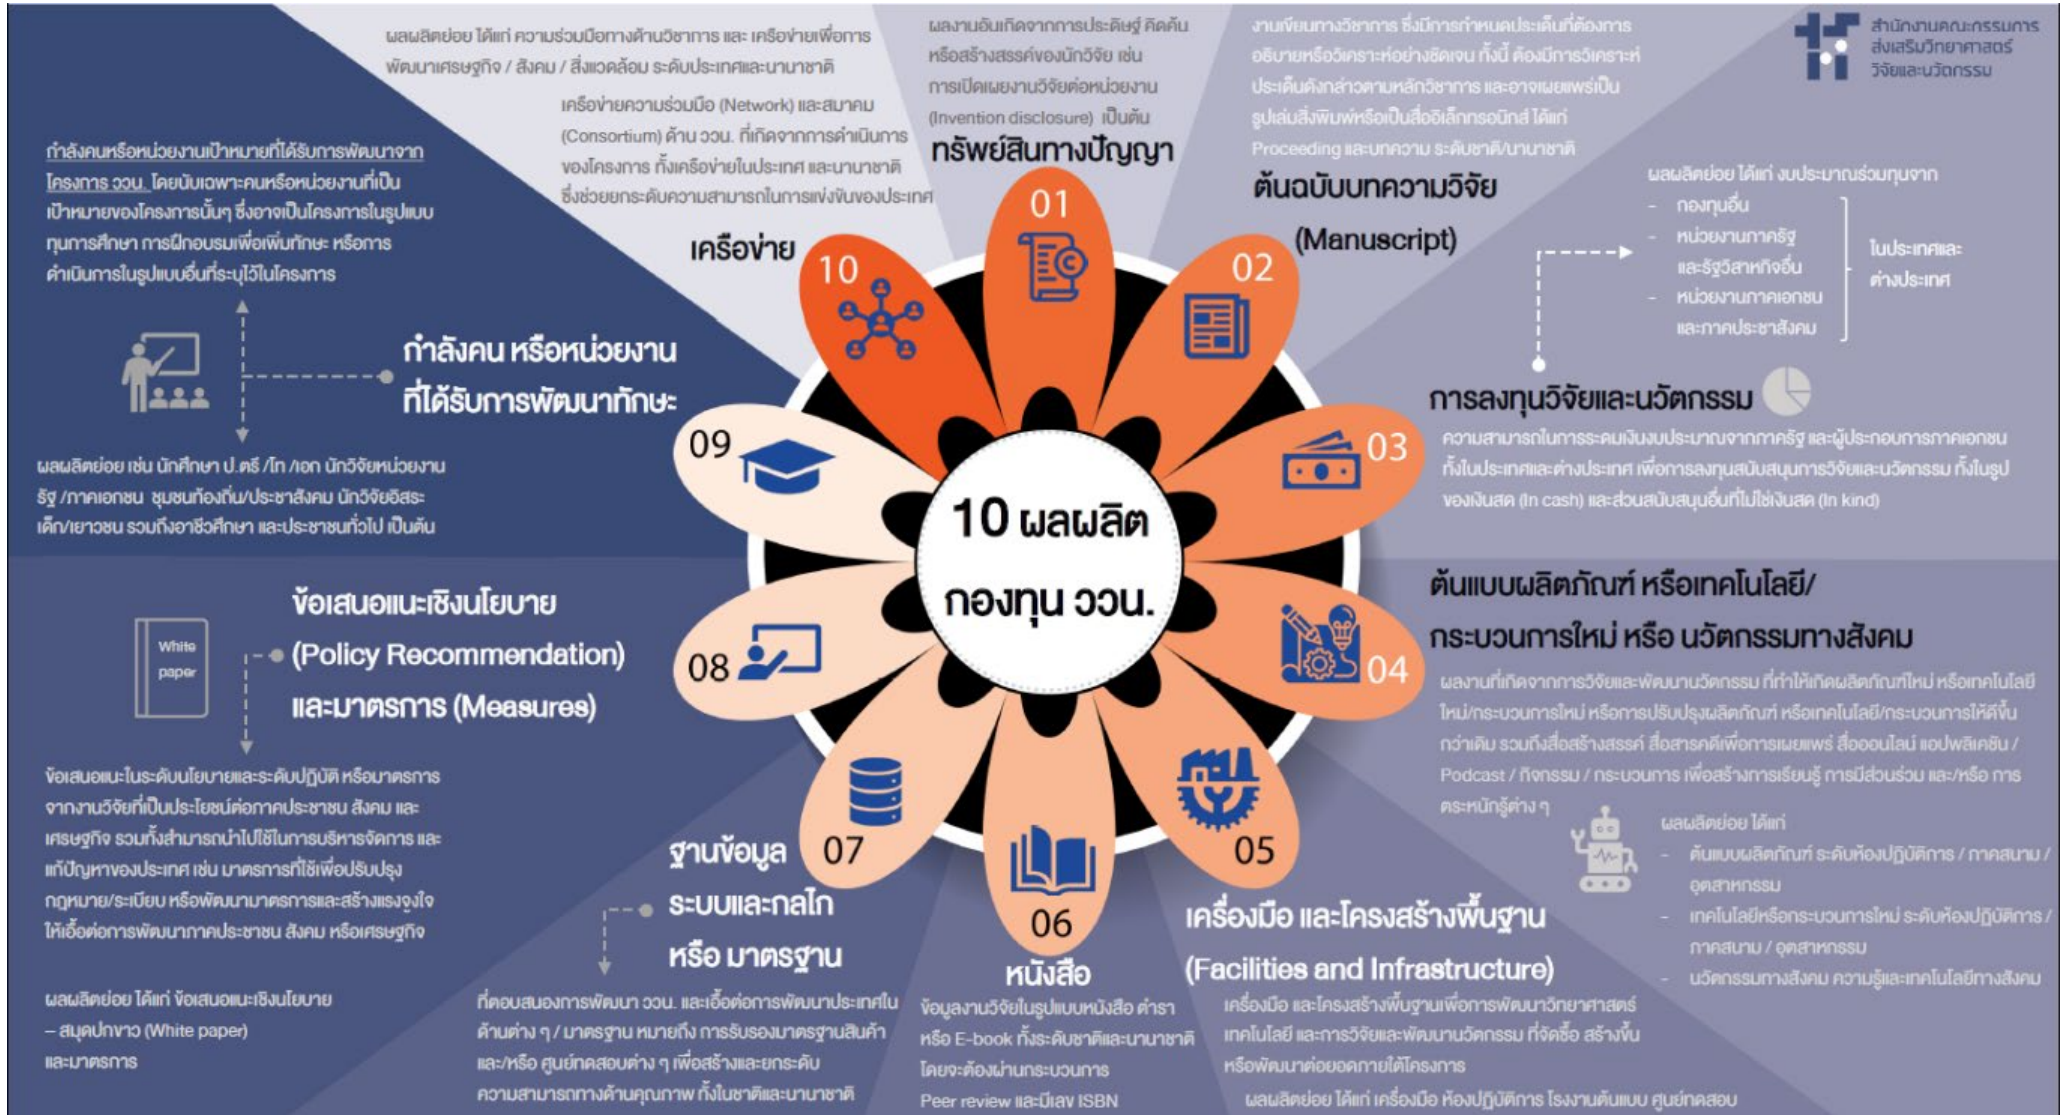 สำนักงานคณะกรรมการ
ส่งเสริมวิทยาศาสตร์
วิจัยและนวัตกรรม
10 ผลผลิต
กองทุน ววน.
01
ทรัพย์สินทางปัญญา
ผลงานอันเกิดจากการประดิษฐ์ คิดค้น
หรือสร้างสรรค์ของนักวิจัย เช่น
การเปิดเผยงานวิจัยต่อหน่วยงาน
(Invention disclosure) เป็นต้น
02
ต้นฉบับบทความวิจัย
(Manuscript)
งานเขียนทางวิชาการ ซึ่งมีการกำหนดประเด็นที่ต้องการ
อธิบายหรือวิเคราะห์อย่างชัดเจน ทั้งนี้ ต้องมีการวิเคราะห์
ประเด็นดังกล่าวตามหลักวิชาการ และอาจเผยแพร่เป็น
รูปเล่มสิ่งพิมพ์หรือเป็นสื่ออิเล็กทรอนิกส์ ได้แก่
Proceeding และบทความ ระดับชาติ/นานาชาติ
03
การลงทุนวิจัยและนวัตกรรม
ความสามารถในการระดมเงินงบประมาณจากภาครัฐ และผู้ประกอบการภาคเอกชน
ทั้งในประเทศและต่างประเทศ เพื่อการลงทุนสนับสนุนการวิจัยและนวัตกรรม ทั้งในรูป
ของเงินสด (In cash) และส่วนสนับสนุนอื่นที่ไม่ใช่เงินสด (In kind)
ผลผลิตย่อย ได้แก่ งบประมาณร่วมทุนจาก
- กองทุนอื่น
- หน่วยงานภาครัฐ
และรัฐวิสาหกิจอื่น
- หน่วยงานภาคเอกชน
และภาคประชาสังคม
ในประเทศและ
ต่างประเทศ
04
ต้นแบบผลิตภัณฑ์ หรือเทคโนโลยี/
กระบวนการใหม่ หรือ นวัตกรรมทางสังคม
ผลงานที่เกิดจากการวิจัยและพัฒนานวัตกรรม ที่ทำให้เกิดผลิตภัณฑ์ใหม่ หรือเทคโนโลยี
ใหม่/กระบวนการใหม่ หรือการปรับปรุงผลิตภัณฑ์ หรือเทคโนโลยี/กระบวนการให้ดีขึ้น
กว่าเดิม รวมถึงสื่อสร้างสรรค์ สื่อสารคดีเพื่อการเผยแพร่ สื่อออนไลน์ แอปพลิเคชัน /
Podcast / กิจกรรม / กระบวนการ เพื่อสร้างการเรียนรู้ การมีส่วนร่วม และ/หรือ การ
ตระหนักรู้ต่าง ๆ
ผลผลิตย่อย ได้แก่
- ต้นแบบผลิตภัณฑ์ ระดับห้องปฏิบัติการ / ภาคสนาม /
อุตสาหกรรม
- เทคโนโลยีหรือกระบวนการใหม่ ระดับห้องปฏิบัติการ /
ภาคสนาม / อุตสาหกรรม
- นวัตกรรมทางสังคม ความรู้และเทคโนโลยีทางสังคม
05
เครื่องมือ และโครงสร้างพื้นฐาน
(Facilities and Infrastructure)
เครื่องมือ และโครงสร้างพื้นฐานเพื่อการพัฒนาวิทยาศาสตร์
เทคโนโลยี และการวิจัยและพัฒนานวัตกรรม ที่จัดซื้อ สร้างขึ้น
หรือพัฒนาต่อยอดภายใต้โครงการ
ผลผลิตย่อย ได้แก่ เครื่องมือ ห้องปฏิบัติการ โรงงานต้นแบบ ศูนย์ทดสอบ
06
หนังสือ
ข้อมูลงานวิจัยในรูปแบบหนังสือ ตำรา
หรือ E-book ทั้งระดับชาติและนานาชาติ
โดยจะต้องผ่านกระบวนการ
Peer review และมีเลข ISBN
07
ฐานข้อมูล
ระบบและกลไก
หรือ มาตรฐาน
ที่ตอบสนองการพัฒนา ววน. และเอื้อต่อการพัฒนาประเทศใน
ด้านต่าง ๆ / มาตรฐาน หมายถึง การรับรองมาตรฐานสินค้า
และ/หรือ ศูนย์ทดสอบต่าง ๆ เพื่อสร้างและยกระดับ
ความสามารถทางด้านคุณภาพ ทั้งในชาติและนานาชาติ
08
ข้อเสนอแนะเชิงนโยบาย
(Policy Recommendation)
และมาตรการ (Measures)
White
paper
ข้อเสนอแนะในระดับนโยบายและระดับปฏิบัติ หรือมาตรการ
จากงานวิจัยที่เป็นประโยชน์ต่อภาคประชาชน สังคม และ
เศรษฐกิจ รวมทั้งสามารถนำไปใช้ในการบริหารจัดการ และ
แก้ปัญหาของประเทศ เช่น มาตรการที่ใช้เพื่อปรับปรุง
กฎหมาย/ระเบียบ หรือพัฒนามาตรการและสร้างแรงจูงใจ
ให้เอื้อต่อการพัฒนาภาคประชาชน สังคม หรือเศรษฐกิจ
ผลผลิตย่อย ได้แก่ ข้อเสนอแนะเชิงนโยบาย
– สมุดปกขาว (White paper)
และมาตรการ
09
กำลังคน หรือหน่วยงาน
ที่ได้รับการพัฒนาทักษะ
กำลังคนหรือหน่วยงานเป้าหมายที่ได้รับการพัฒนาจาก
โครงการ ววน. โดยนับเฉพาะคนหรือหน่วยงานที่เป็น
เป้าหมายของโครงการนั้นๆ ซึ่งอาจเป็นโครงการในรูปแบบ
ทุนการศึกษา การฝึกอบรมเพื่อเพิ่มทักษะ หรือการ
ดำเนินการในรูปแบบอื่นที่ระบุไว้ในโครงการ
ผลผลิตย่อย เช่น นักศึกษา ป.ตรี /โท /เอก นักวิจัยหน่วยงาน
รัฐ /ภาคเอกชน ชุมชนท้องถิ่น/ประชาสังคม นักวิจัยอิสระ
เด็ก/เยาวชน รวมถึงอาชีวศึกษา และประชาชนทั่วไป เป็นต้น
10
เครือข่าย
ผลผลิตย่อย ได้แก่ ความร่วมมือทางด้านวิชาการ และ เครือข่ายเพื่อการ
พัฒนาเศรษฐกิจ / สังคม / สิ่งแวดล้อม ระดับประเทศและนานาชาติ
เครือข่ายความร่วมมือ (Network) และสมาคม
(Consortium) ด้าน ววน. ที่เกิดจากการดำเนินการ
ของโครงการ ทั้งเครือข่ายในประเทศ และนานาชาติ
ซึ่งช่วยยกระดับความสามารถในการแข่งขันของประเทศ